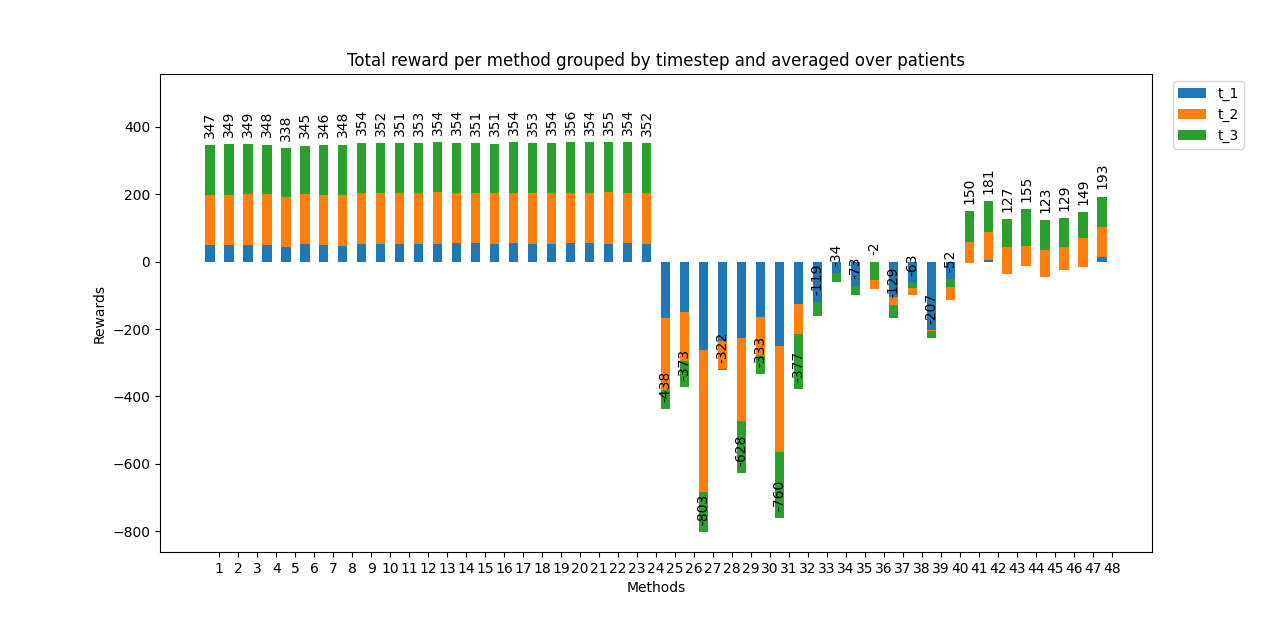 Total reward per method grouped by timestep and averaged over patients
347 349 349 348 338 345 346 348 354 352 351 353 354 354 351 351 354 353 354 356 354 355 354 352 -438 -373 -803 -322 -628 -333 -760 -377 -119 -34 -73 -2 -129 -63 -207 -52 150 181 127 155 123 129 149 193
t_1
t_2
t_3
400
200
0
−200
−400
−600
−800
Rewards
1 2 3 4 5 6 7 8 9 10 11 12 13 14 15 16 17 18 19 20 21 22 23 24 25 26 27 28 29 30 31 32 33 34 35 36 37 38 39 40 41 42 43 44 45 46 47 48
Methods